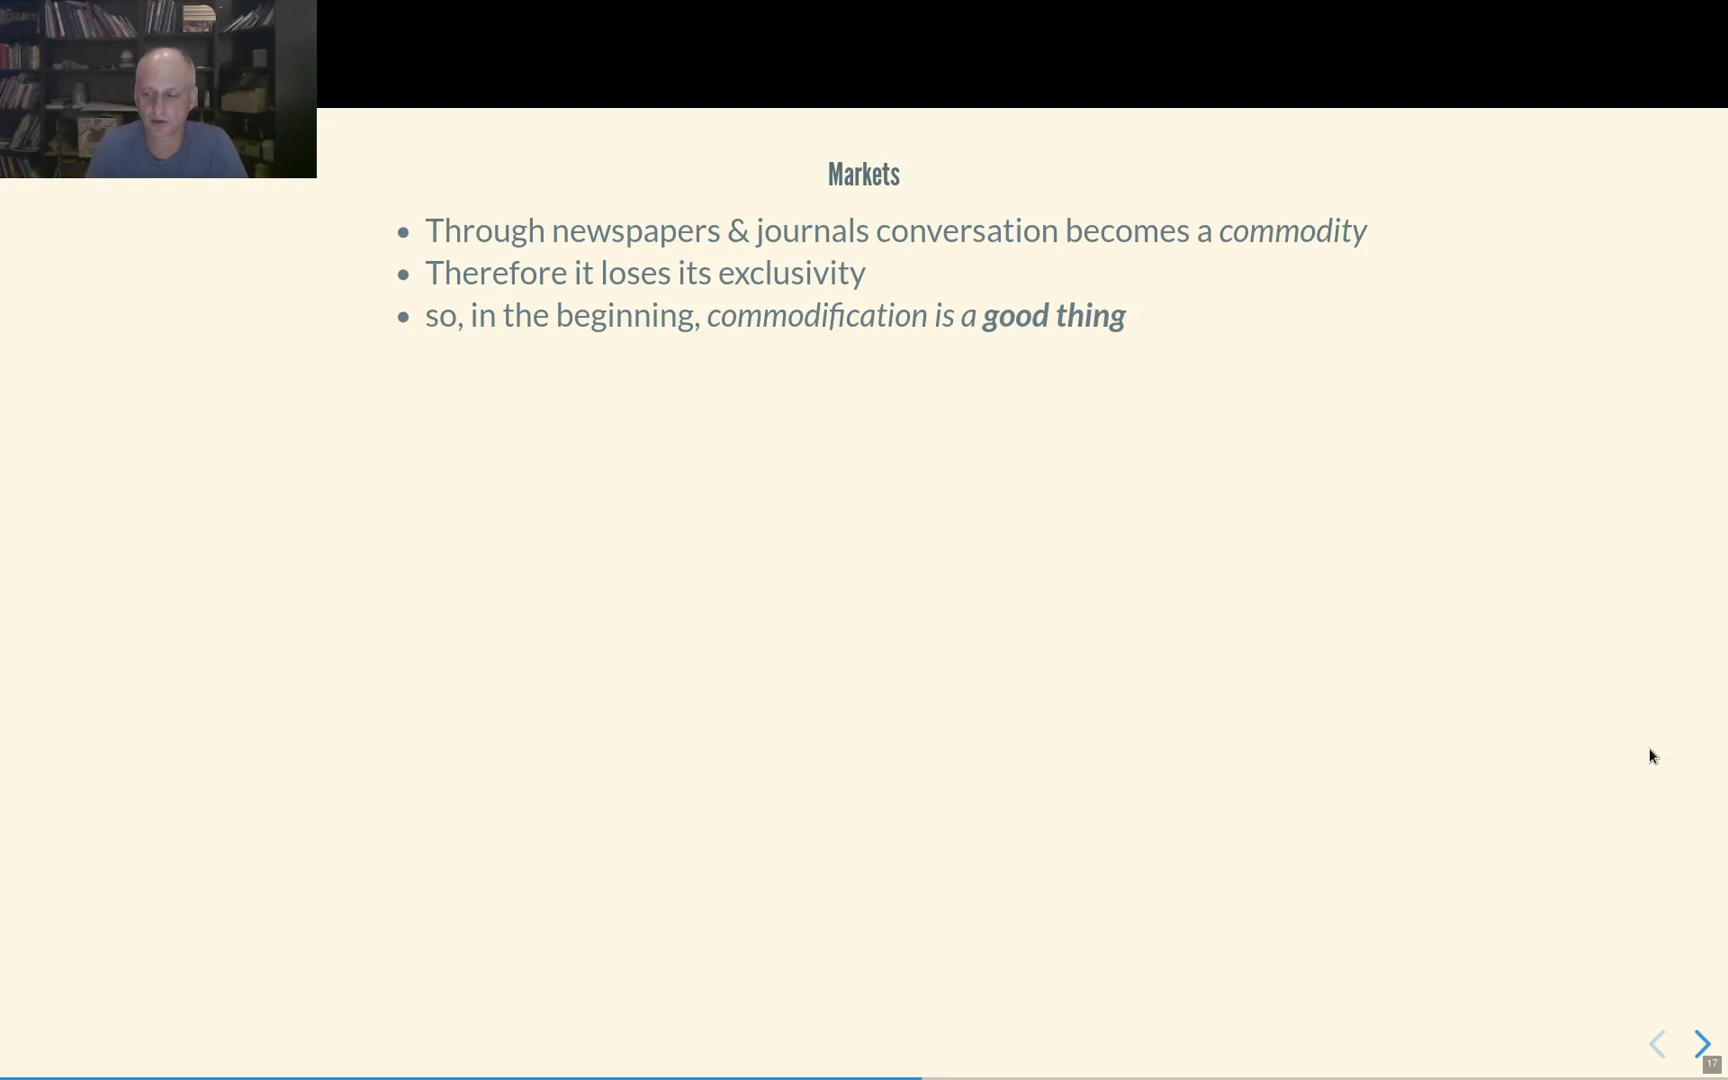 Markets
Through newspapers & journals conversation becomes a commodity
Therefore it loses its exclusivity
so, in the beginning, commodification is a good thing
17